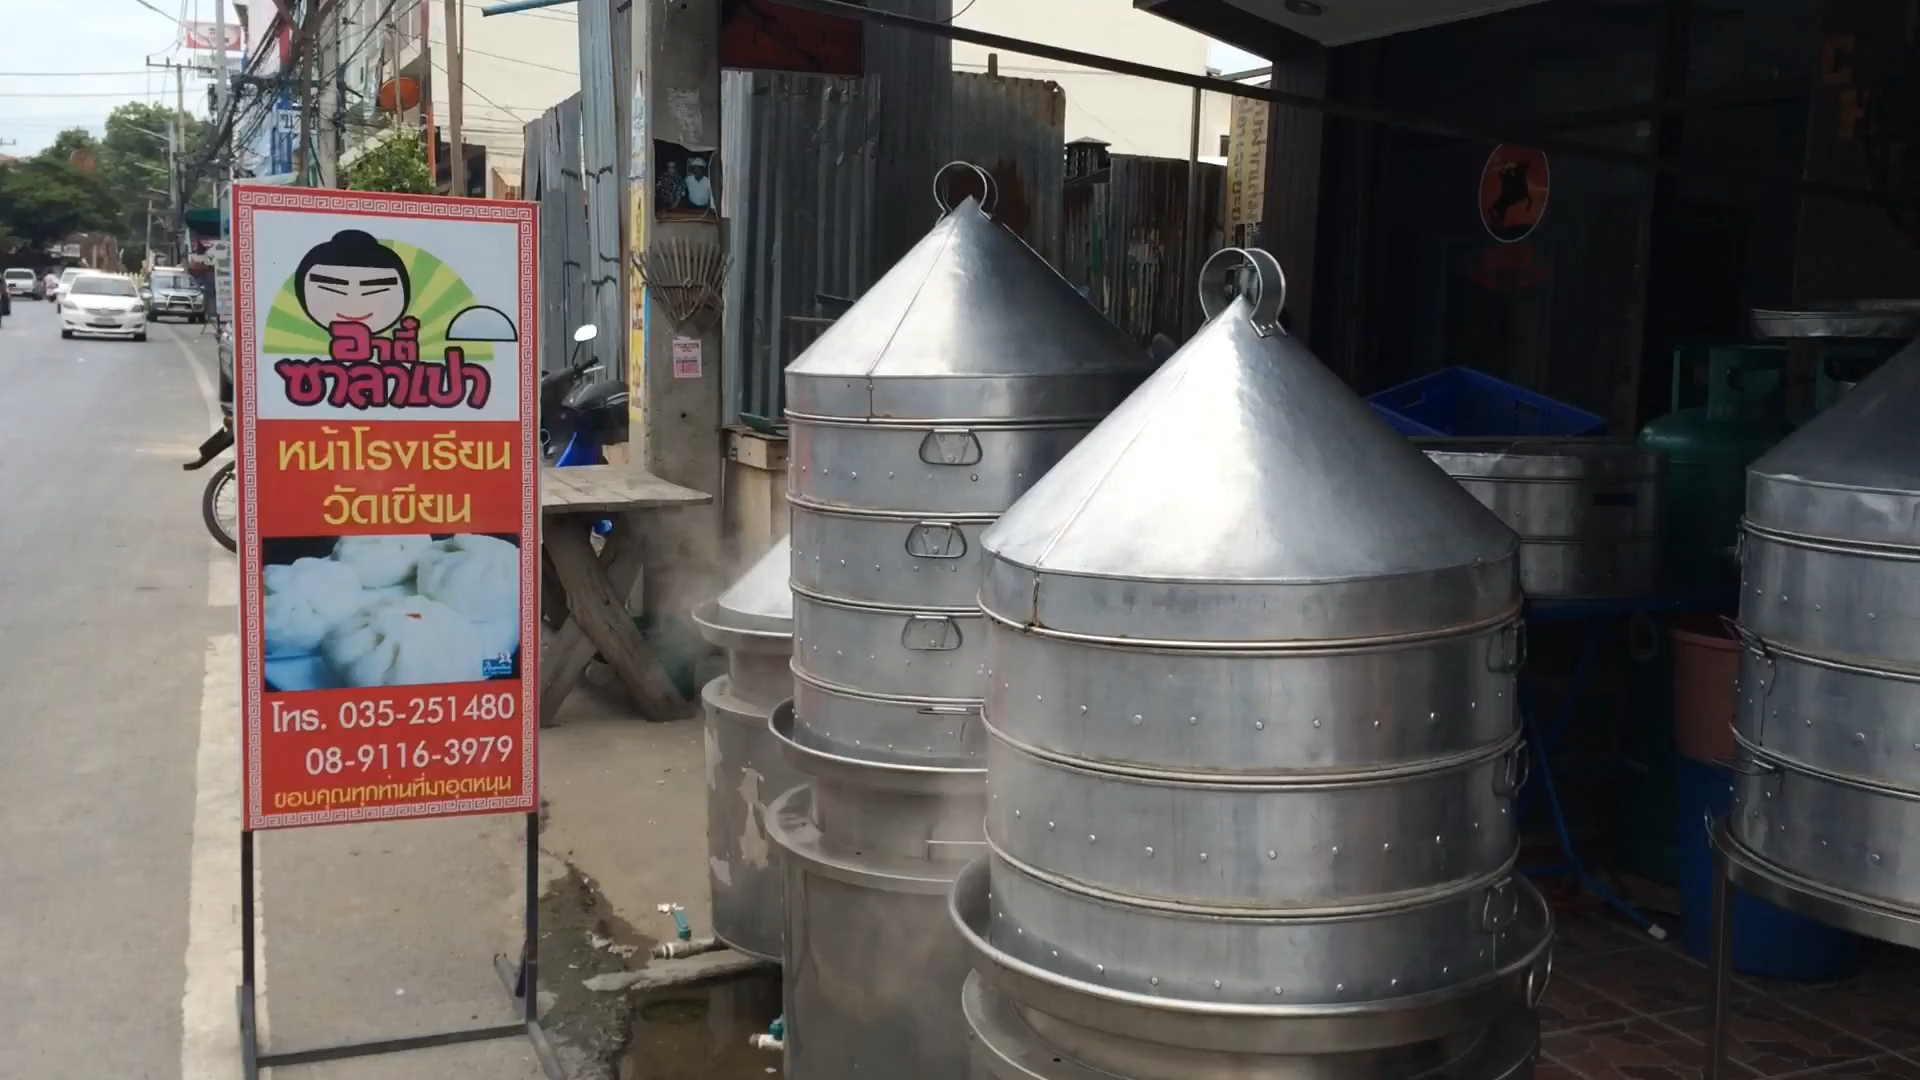 อาตี๋
ซาลาเปา
หน้าโรงเรียน
วัดเขียน
โทร. 035-251480
08-9116-3979
ขอบคุณทุกท่านที่มาอุดหนุน